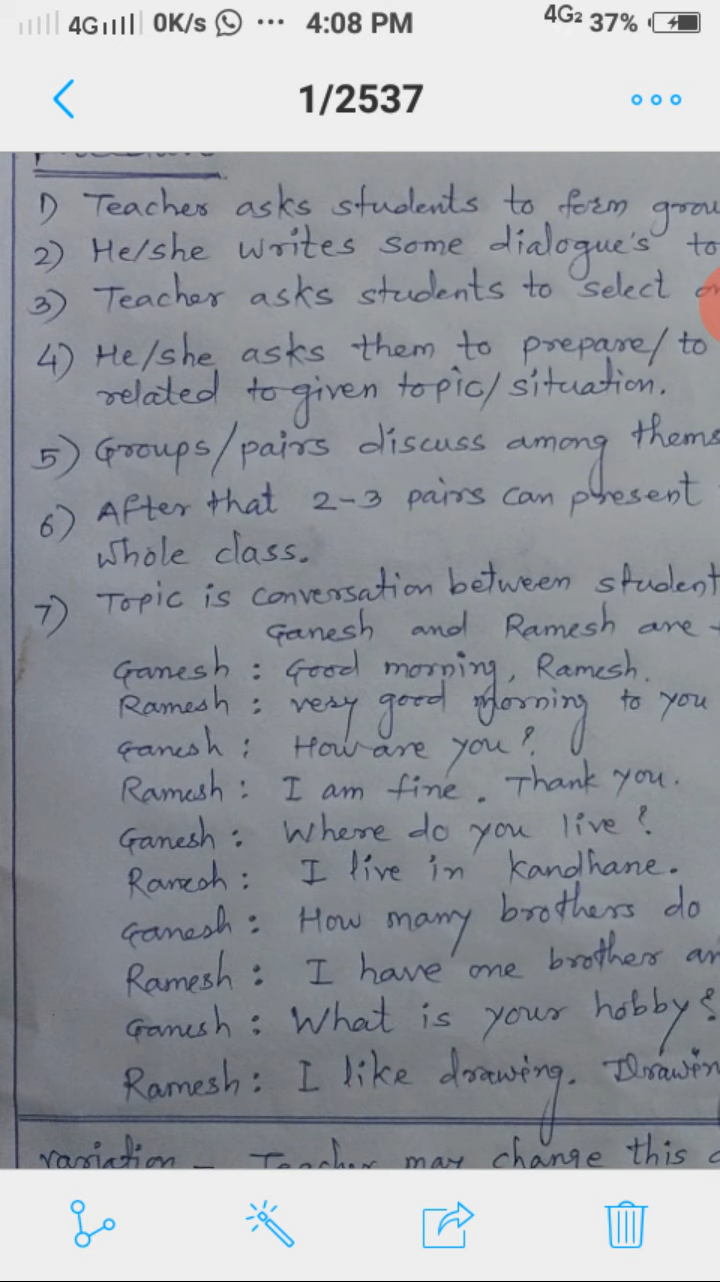 4G 0K/s ... 4:08 PM 4G2 37%
1/2537
1) Teacher asks students to form grou
2) He/she writes some dialogue's to
3) Teacher asks students to select
4) He/she asks them to prepare/ to
related to given topic/situation.
5) Groups/pairs discuss among thems
6) After that 2-3 pairs can present
whole class.
7) Topic is conversation between student
Ganesh and Ramesh are
Ganesh : Good morning, Ramesh.
Ramesh : very good morning to you
Ganesh : How are you?
Ramesh : I am fine. Thank you.
Ganesh : Where do you live?
Ramesh : I live in kandhane.
Ganesh : How many brothers do
Ramesh : I have one brother an
Ganesh : What is your hobby?
Ramesh : I like drawing. Drawin
variation - Teacher may change this